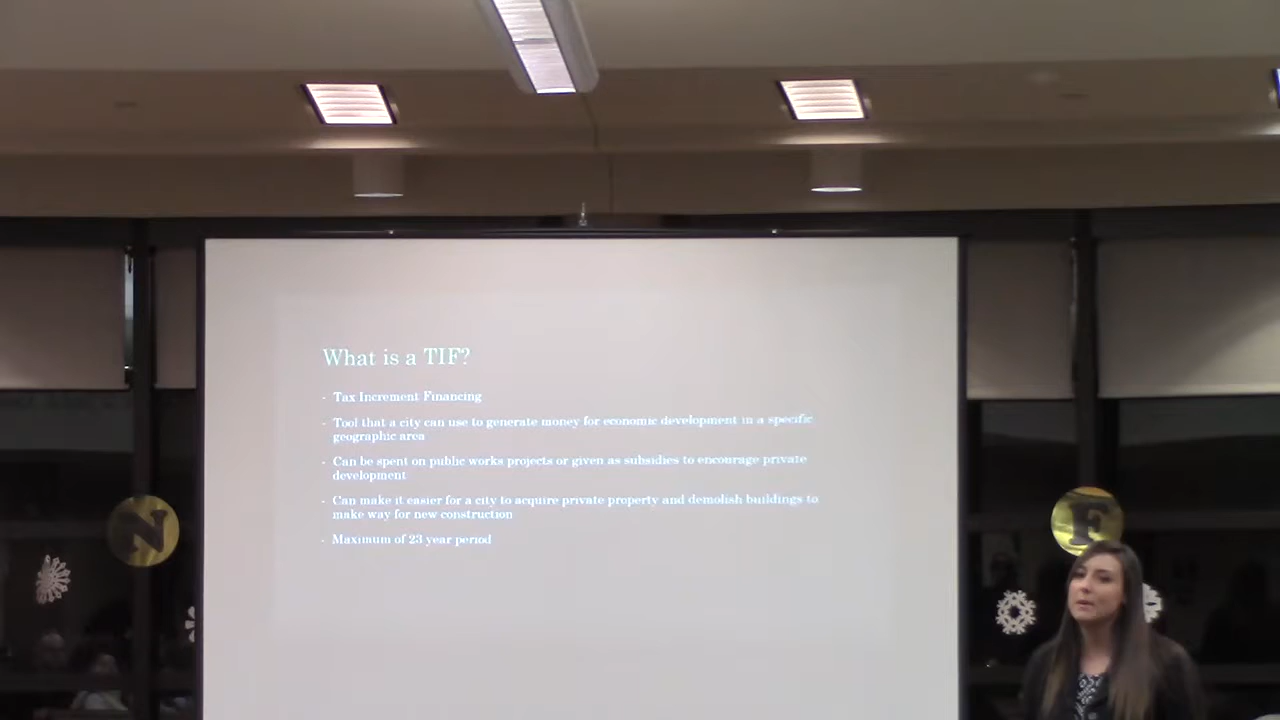 What is a TIF?
- Tax Increment Financing
- Tool that a city can use to generate money for economic development in a specific
geographic area
- Can be spent on public works projects or given as subsidies to encourage private
development
- Can make it easier for a city to acquire private property and demolish buildings to
make way for new construction
- Maximum of 23 year period
N
F